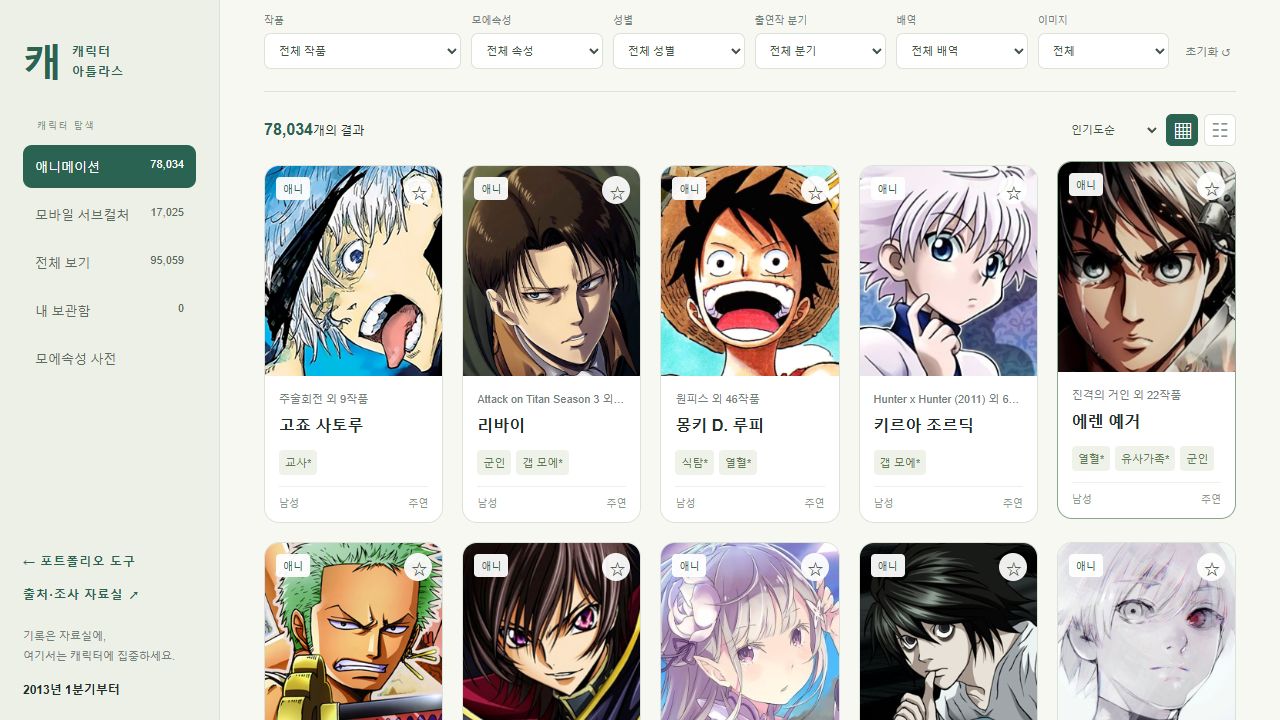 캐
캐릭터
아틀라스
캐릭터 탐색
애니메이션 78,034
모바일 서브컬처 17,025
전체 보기 95,059
내 보관함 0
모에속성 사전
← 포트폴리오 도구
출처·조사 자료실 ↗
기록은 자료실에,
여기서는 캐릭터에 집중하세요.
2013년 1분기부터
작품 모에속성 성별 출연작 분기 배역 이미지
전체 작품 전체 속성 전체 성별 전체 분기 전체 배역 전체 초기화 ↺
78,034개의 결과 인기도순
애니 ☆ 애니 ☆ 애니 ☆ 애니 ☆ 애니 ☆
주술회전 외 9작품
고죠 사토루
교사*
남성 주연
Attack on Titan Season 3 외...
리바이
군인 갭 모에*
남성 주연
원피스 외 46작품
몽키 D. 루피
식탐* 열혈*
남성 주연
Hunter x Hunter (2011) 외 6...
키르아 조르딕
갭 모에*
남성 주연
진격의 거인 외 22작품
에렌 예거
열혈* 유사가족* 군인
남성 주연
애니 ☆ 애니 ☆ 애니 ☆ 애니 ☆ 애니 ☆